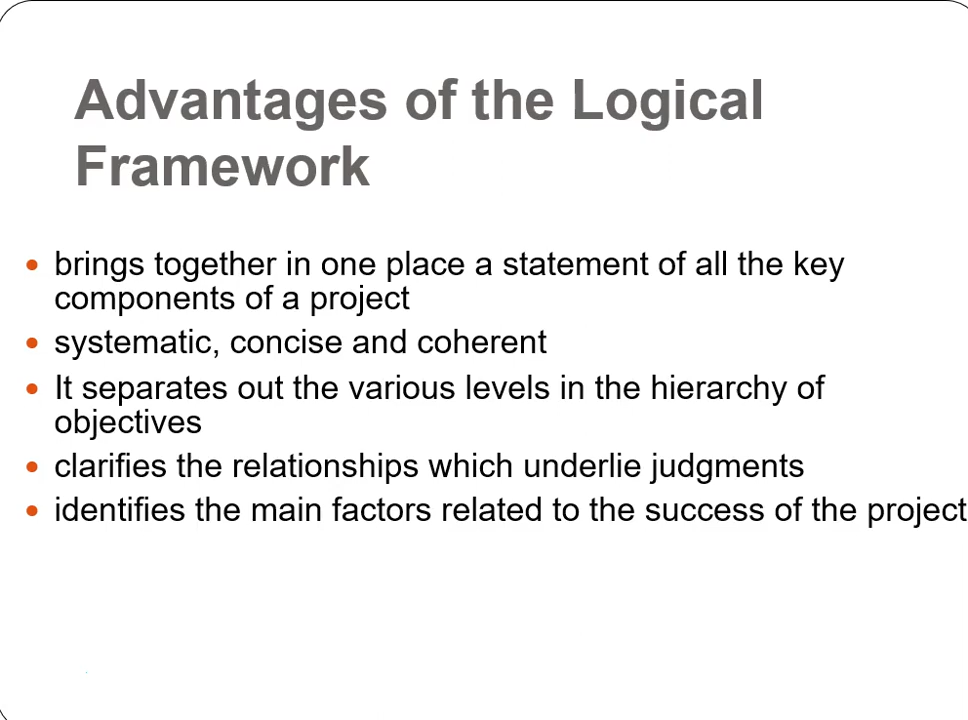 Advantages of the Logical
Framework
• brings together in one place a statement of all the key
components of a project
• systematic, concise and coherent
• It separates out the various levels in the hierarchy of
objectives
• clarifies the relationships which underlie judgments
• identifies the main factors related to the success of the project